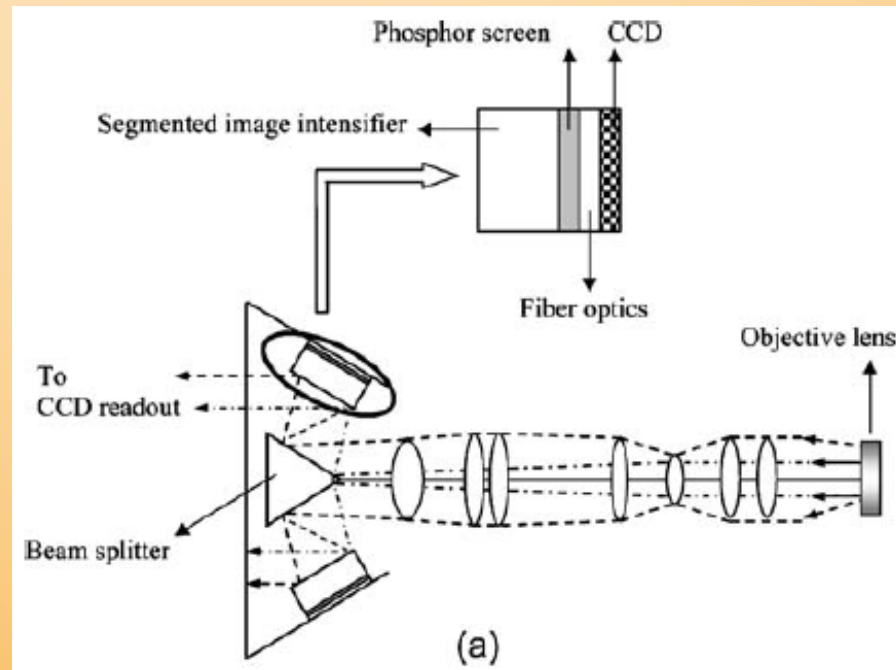 Phosphor screen
CCD
Segmented image intensifier
Fiber optics
Objective lens
To
CCD readout
Beam splitter
(a)